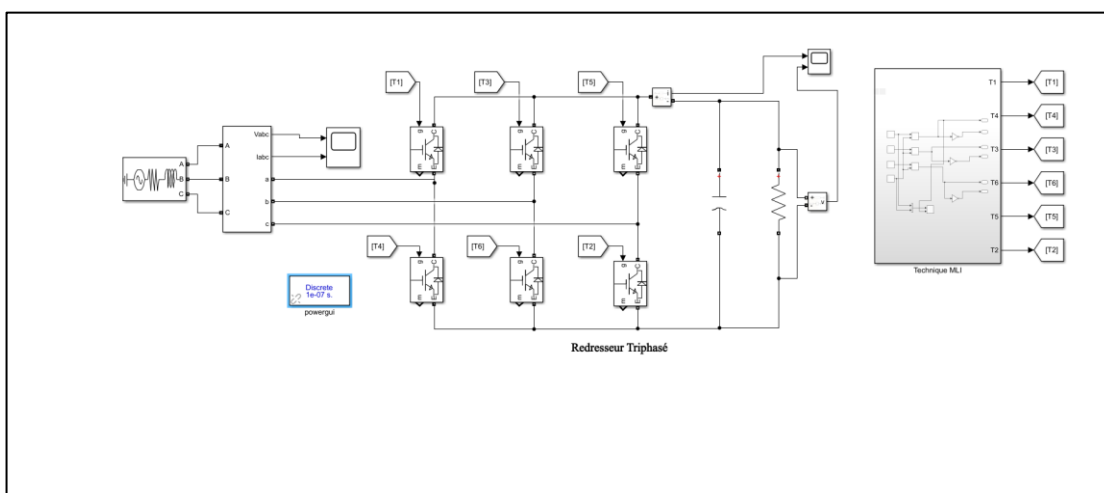 [T1]
[T3]
[T5]
T1
[T1]
T4
[T4]
T3
[T3]
T6
[T6]
T5
[T5]
T2
[T2]
Technique MLI
g
C
m
E
g
C
m
E
g
C
m
E
+
i
-
Vabc
Iabc
A
B
C
A
B
C
a
b
c
+
-
v
+
+
[T4]
[T6]
[T2]
g
C
m
E
g
C
m
E
g
C
m
E
Discrete
1e-07 s.
powergui
Redresseur Triphasé